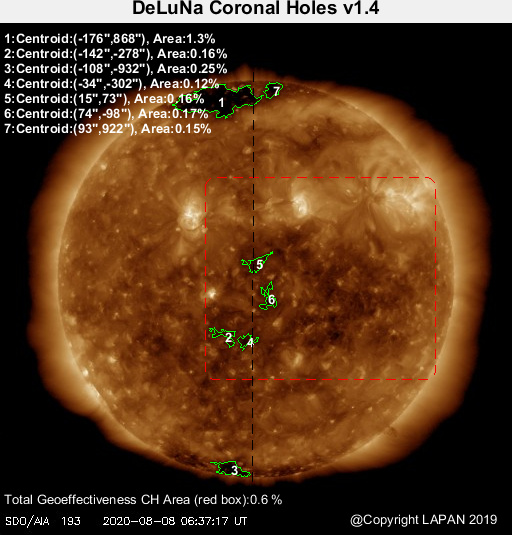 DeLuNa Coronal Holes v1.4
1:Centroid:(-176",868"), Area:1.3%
2:Centroid:(-142",-278"), Area:0.16%
3:Centroid:(-108",-932"), Area:0.25%
4:Centroid:(-34",-302"), Area:0.12%
5:Centroid:(15",73"), Area:0.16%
6:Centroid:(74",-98"), Area:0.17%
7:Centroid:(93",922"), Area:0.15%
7
1
5
6
2
4
3
Total Geoeffectiveness CH Area (red box):0.6 %
SDO/AIA 193 2020-08-08 06:37:17 UT
@Copyright LAPAN 2019